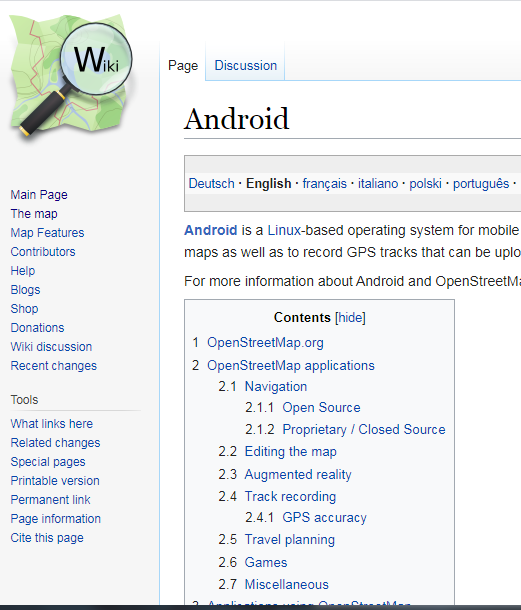 Wiki
Page
Discussion
Android
Main Page
The map
Map Features
Contributors
Help
Blogs
Shop
Donations
Wiki discussion
Recent changes
Tools
What links here
Related changes
Special pages
Printable version
Permanent link
Page information
Cite this page
Deutsch · English · français · italiano · polski · português ·
Android is a Linux-based operating system for mobile
maps as well as to record GPS tracks that can be uplo
For more information about Android and OpenStreetMa
Contents [hide]
1 OpenStreetMap.org
2 OpenStreetMap applications
2.1 Navigation
2.1.1 Open Source
2.1.2 Proprietary / Closed Source
2.2 Editing the map
2.3 Augmented reality
2.4 Track recording
2.4.1 GPS accuracy
2.5 Travel planning
2.6 Games
2.7 Miscellaneous
3 Applications using OpenStreetMap